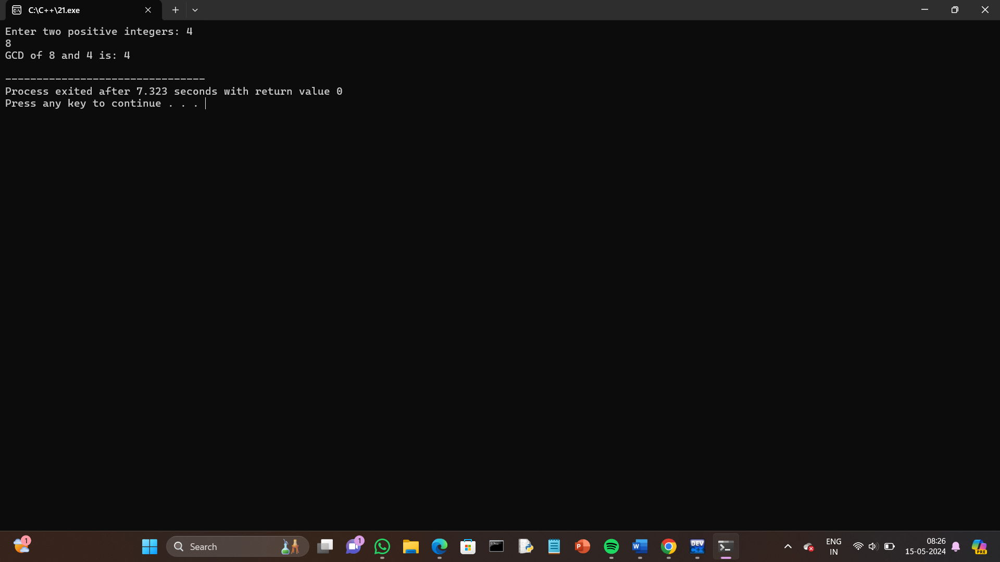 C:\C++\21.exe
Enter two positive integers: 4
8
GCD of 8 and 4 is: 4
--------------------------------
Process exited after 7.323 seconds with return value 0
Press any key to continue . . .
1
Search
1
P
W
DEV
C++
ENG
IN
08:26
15-05-2024
PRE